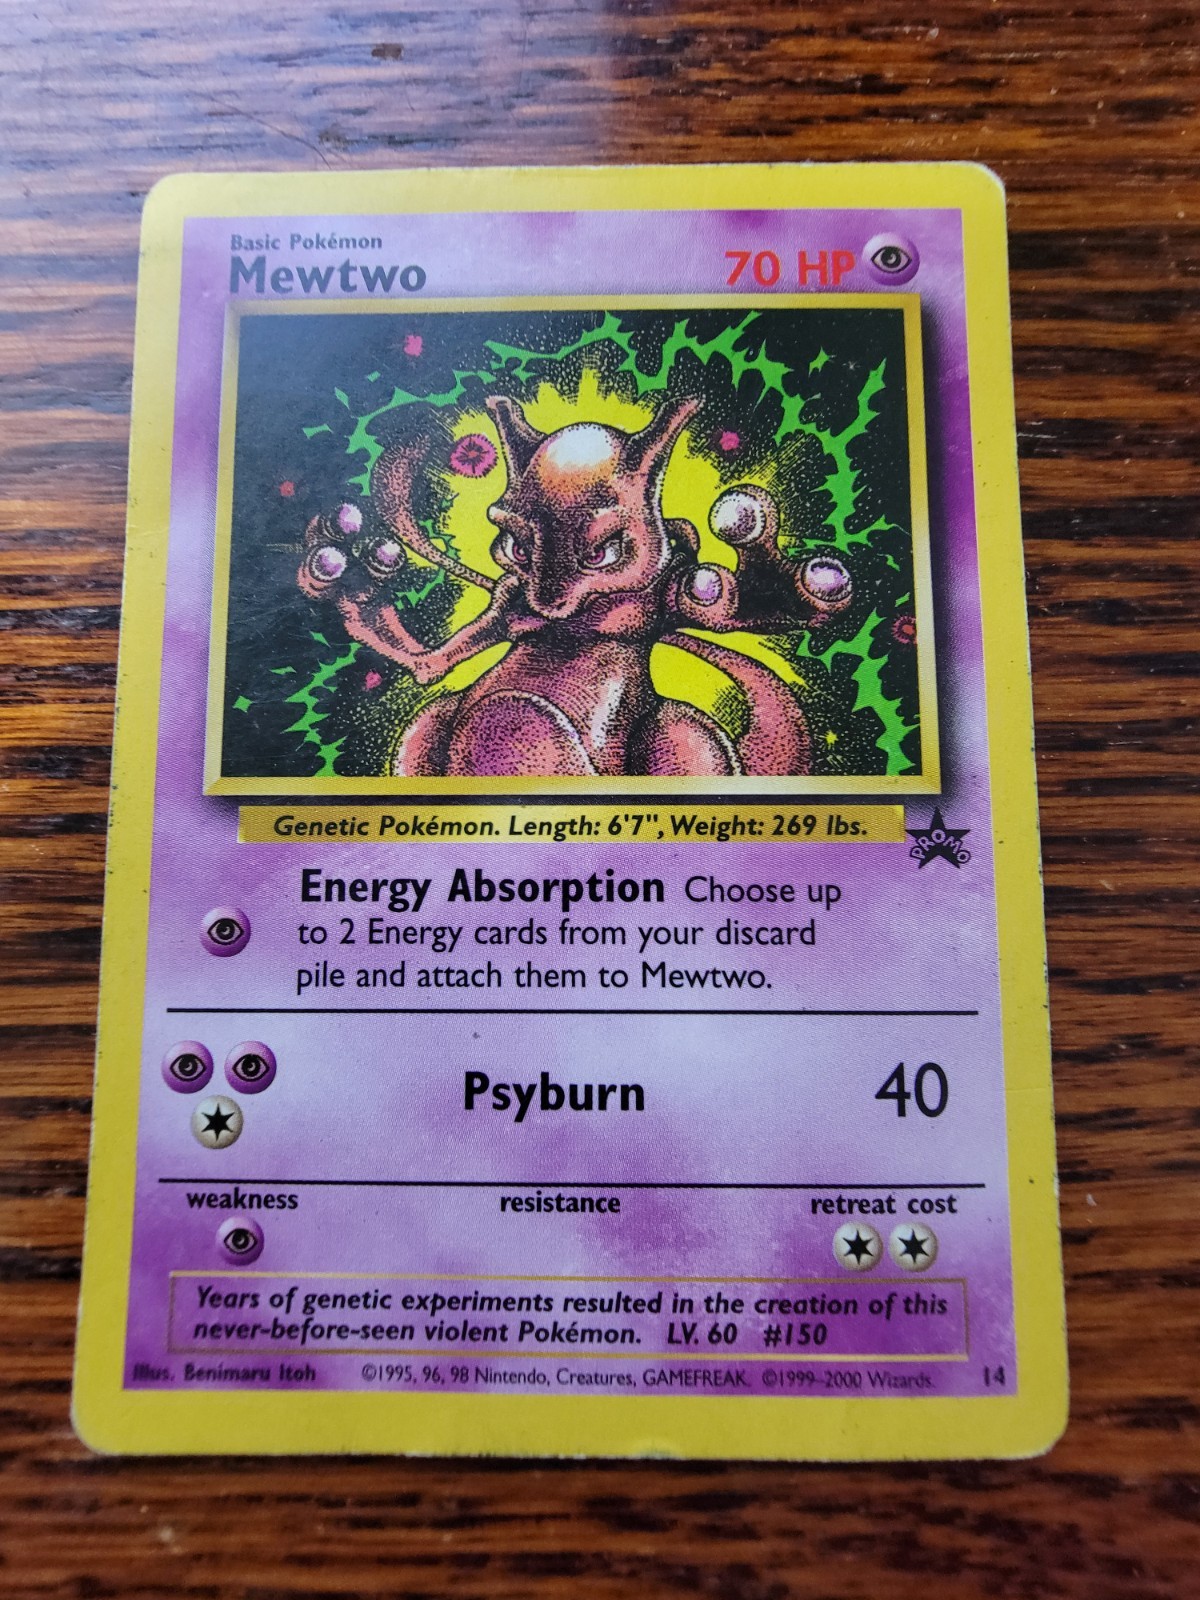 Basic Pokémon
Mewtwo 70 HP
Genetic Pokémon. Length: 6'7", Weight: 269 lbs.
PROMO
Energy Absorption Choose up
to 2 Energy cards from your discard
pile and attach them to Mewtwo.
Psyburn 40
weakness resistance retreat cost
Years of genetic experiments resulted in the creation of this
never-before-seen violent Pokémon. LV. 60 #150
Illus. Benimaru Itoh ©1995, 96, 98 Nintendo, Creatures, GAMEFREAK. ©1999-2000 Wizards. 14